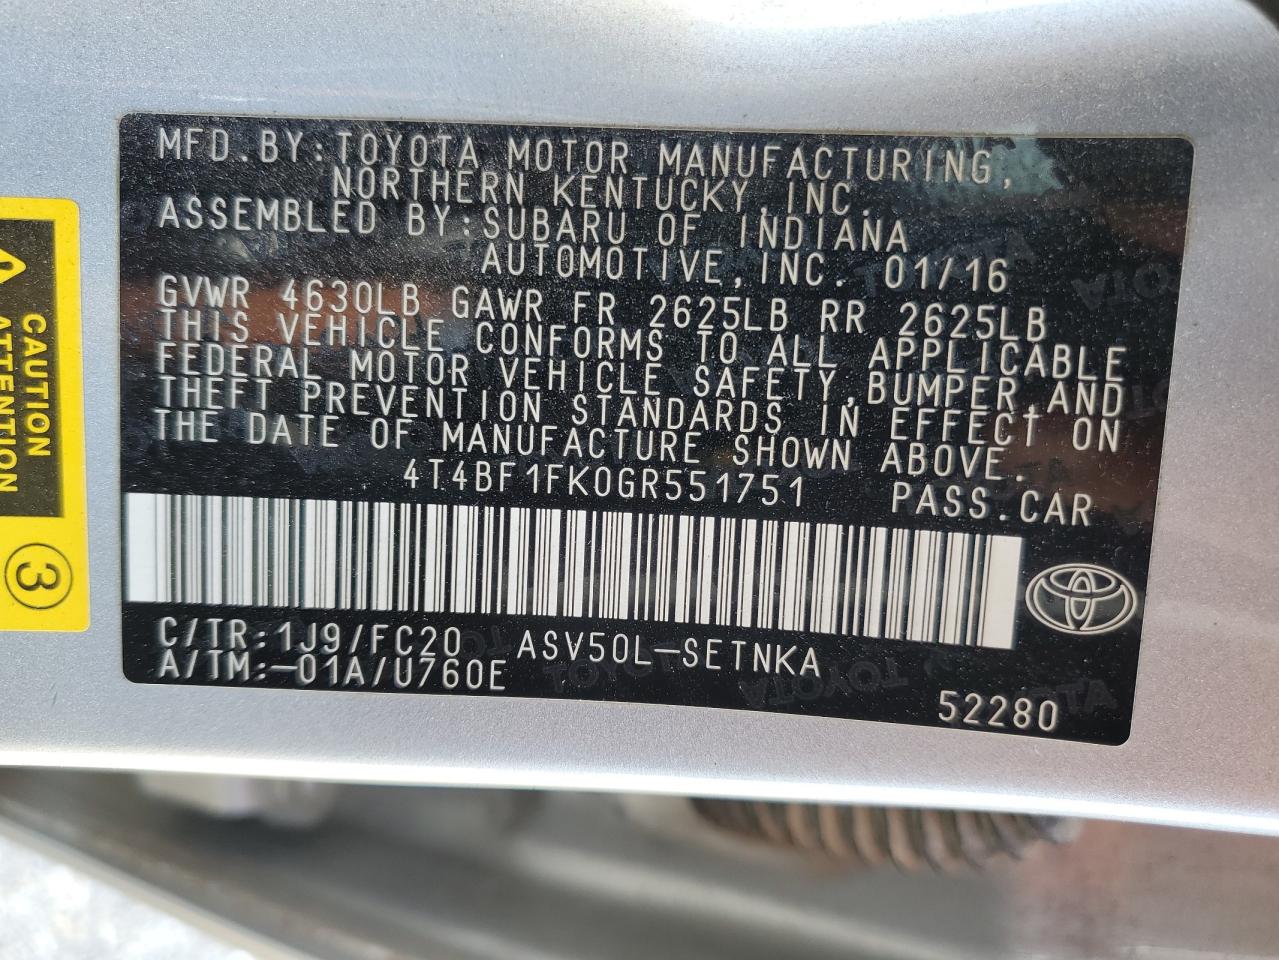 MFD.BY:TOYOTA MOTOR MANUFACTURING,
NORTHERN KENTUCKY,INC.
ASSEMBLED BY:SUBARU OF INDIANA
AUTOMOTIVE,INC. 01/16
GVWR 4630LB GAWR FR 2625LB RR 2625LB
THIS VEHICLE CONFORMS TO ALL APPLICABLE
FEDERAL MOTOR VEHICLE SAFETY,BUMPER,AND
THEFT PREVENTION STANDARDS IN EFFECT ON
THE DATE OF MANUFACTURE SHOWN ABOVE.
4T4BF1FK0GR551751 PASS.CAR
C/TR:1J9/FC20 ASV50L-SETNKA
A/TM:-01A/U760E
52280
CAUTION
ATTENTION
3